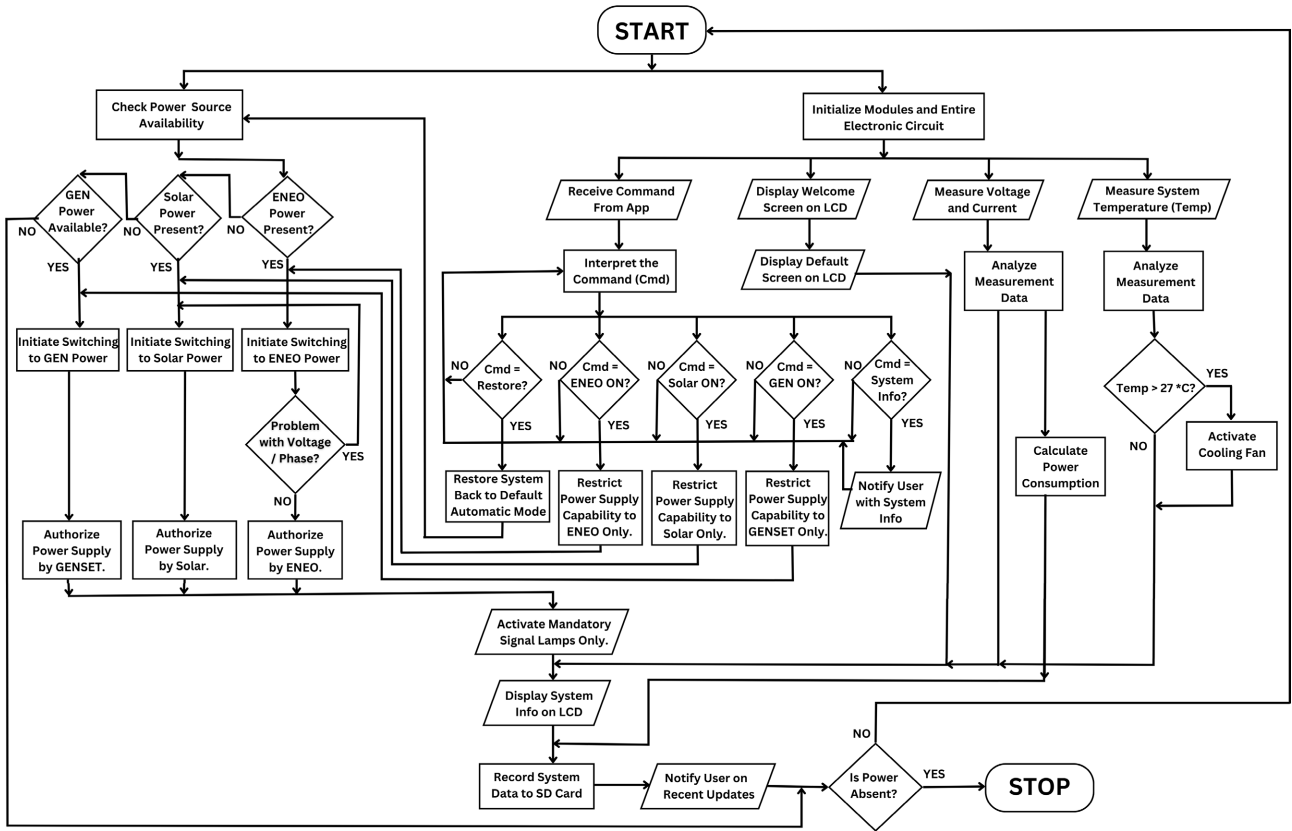 START
Check Power Source
Availability
Initialize Modules and Entire
Electronic Circuit
GEN
Power
Available?
NO
YES
Solar
Power
Present?
NO
YES
ENEO
Power
Present?
NO
YES
Receive Command
From App
Display Welcome
Screen on LCD
Measure Voltage
and Current
Measure System
Temperature (Temp)
Interpret the
Command (Cmd)
Display Default
Screen on LCD
Analyze
Measurement
Data
Analyze
Measurement
Data
Initiate Switching
to GEN Power
Initiate Switching
to Solar Power
Initiate Switching
to ENEO Power
NO
Cmd =
Restore?
YES
NO
Cmd =
ENEO ON?
YES
NO
Cmd =
Solar ON?
YES
NO
Cmd =
GEN ON?
YES
NO
Cmd =
System
Info?
YES
Temp > 27 *C?
YES
NO
Activate
Cooling Fan
Problem
with Voltage
/ Phase?
YES
NO
Calculate
Power
Consumption
Restore System
Back to Default
Automatic Mode
Restrict
Power Supply
Capability to
ENEO Only.
Restrict
Power Supply
Capability to
Solar Only.
Restrict
Power Supply
Capability to
GENSET Only.
Notify User
with System
Info
Authorize
Power Supply
by GENSET.
Authorize
Power Supply
by Solar.
Authorize
Power Supply
by ENEO.
Activate Mandatory
Signal Lamps Only.
Display System
Info on LCD
Record System
Data to SD Card
Notify User on
Recent Updates
NO
Is Power
Absent?
YES
STOP